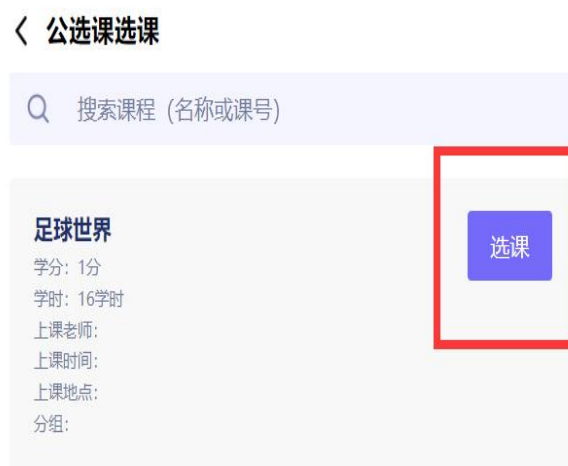 公选课选课
搜索课程 (名称或课号)
足球世界
选课
学分: 1分
学时: 16学时
上课老师:
上课时间:
上课地点:
分组: